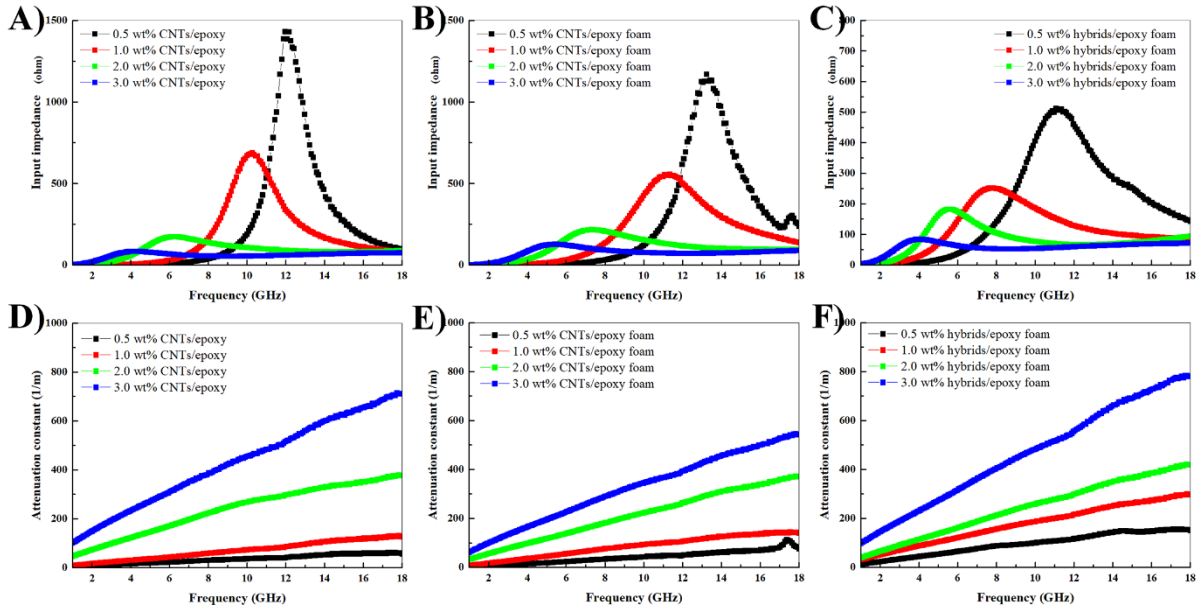 A)
1500
1000
500
0
Input impedance (ohm)
0.5 wt% CNTs/epoxy
1.0 wt% CNTs/epoxy
2.0 wt% CNTs/epoxy
3.0 wt% CNTs/epoxy
2 4 6 8 10 12 14 16 18
Frequency (GHz)
B)
1500
1000
500
0
Input impedance (ohm)
0.5 wt% CNTs/epoxy foam
1.0 wt% CNTs/epoxy foam
2.0 wt% CNTs/epoxy foam
3.0 wt% CNTs/epoxy foam
2 4 6 8 10 12 14 16 18
Frequency (GHz)
C)
800
700
600
500
400
300
200
100
0
Input impedance (ohm)
0.5 wt% hybrids/epoxy foam
1.0 wt% hybrids/epoxy foam
2.0 wt% hybrids/epoxy foam
3.0 wt% hybrids/epoxy foam
2 4 6 8 10 12 14 16 18
Frequency (GHz)
D)
1000
800
600
400
200
0
Attenuation constant (1/m)
0.5 wt% CNTs/epoxy
1.0 wt% CNTs/epoxy
2.0 wt% CNTs/epoxy
3.0 wt% CNTs/epoxy
2 4 6 8 10 12 14 16 18
Frequency (GHz)
E)
1000
800
600
400
200
0
Attenuation constant (1/m)
0.5 wt% CNTs/epoxy foam
1.0 wt% CNTs/epoxy foam
2.0 wt% CNTs/epoxy foam
3.0 wt% CNTs/epoxy foam
2 4 6 8 10 12 14 16 18
Frequency (GHz)
F)
1000
800
600
400
200
0
Attenuation constant (1/m)
0.5 wt% hybrids/epoxy foam
1.0 wt% hybrids/epoxy foam
2.0 wt% hybrids/epoxy foam
3.0 wt% hybrids/epoxy foam
2 4 6 8 10 12 14 16 18
Frequency (GHz)